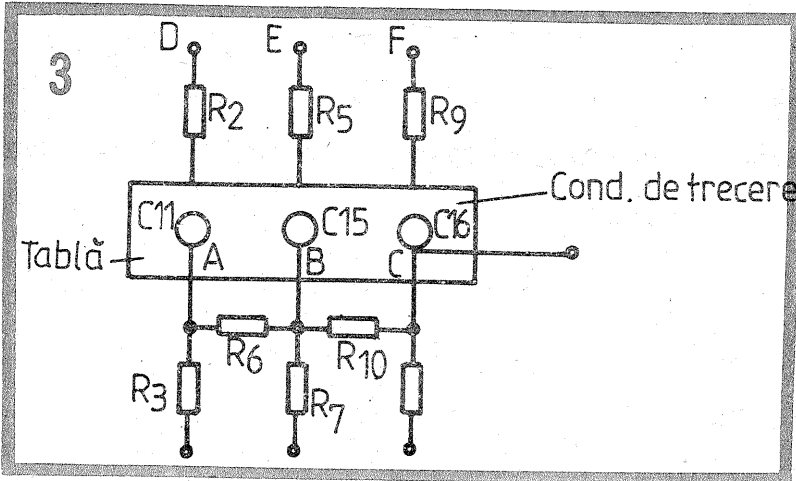 3
D E F
R2 R5 R9
Cond. de trecere
C11 C15 C16
Tablă
A B C
R6 R10
R3 R7